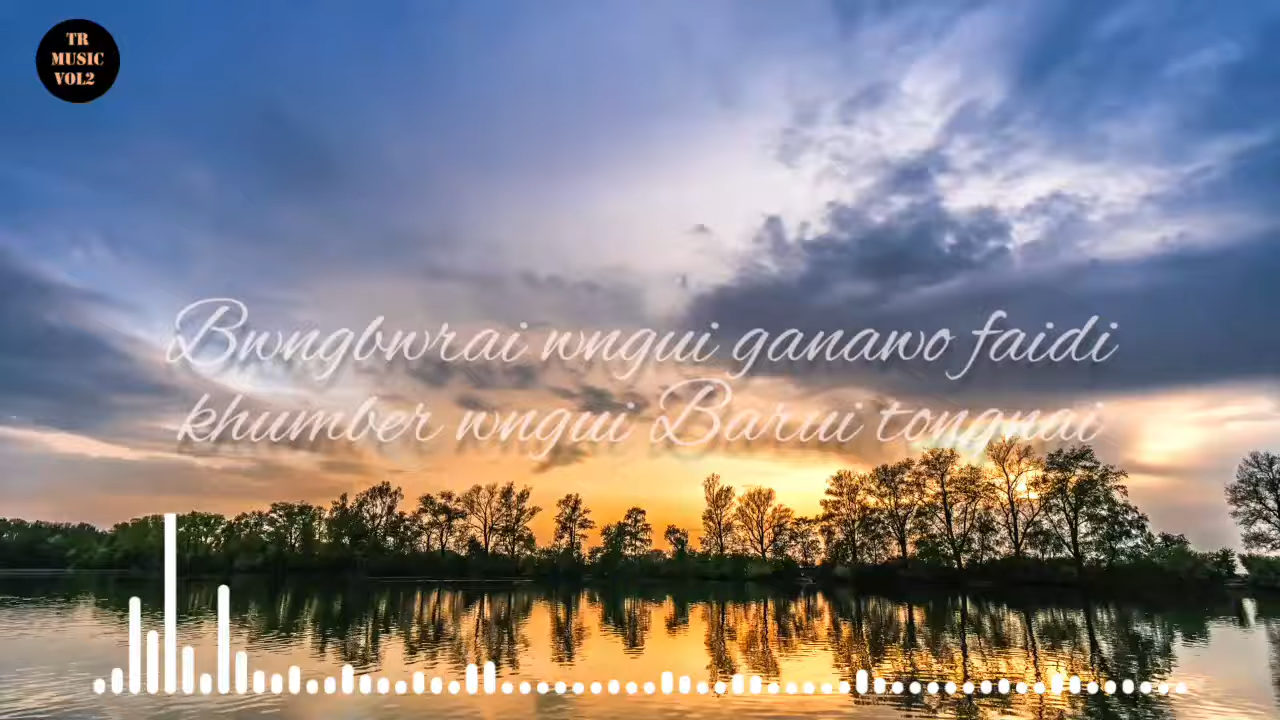 TR
MUSIC
VOL2
Bwngbwrai wngui ganawo faidi
khumber wngui Barui tongnai